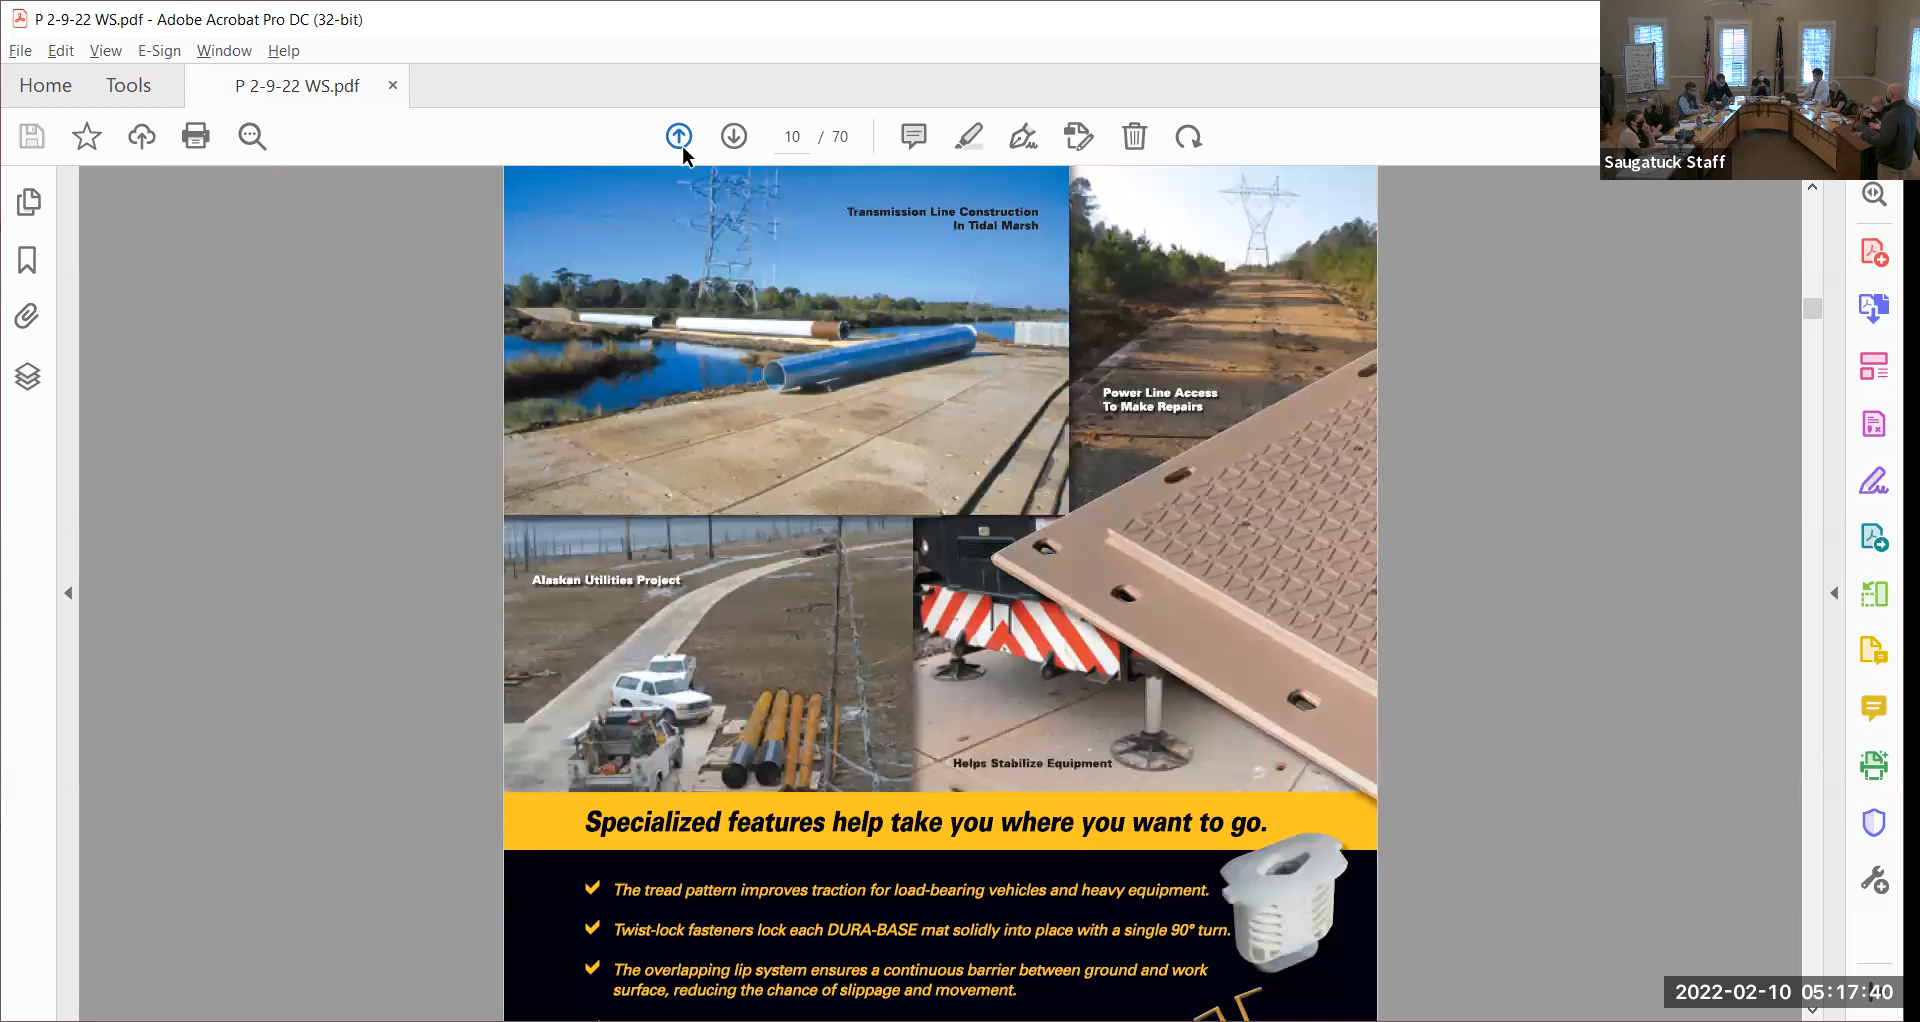 P 2-9-22 WS.pdf - Adobe Acrobat Pro DC (32-bit)
File Edit View E-Sign Window Help
Home Tools P 2-9-22 WS.pdf ×
10 / 70
Saugatuck Staff
Transmission Line Construction
In Tidal Marsh
Power Line Access
To Make Repairs
Alaskan Utilities Project
Helps Stabilize Equipment
Specialized features help take you where you want to go.
The tread pattern improves traction for load-bearing vehicles and heavy equipment.
Twist-lock fasteners lock each DURA-BASE mat solidly into place with a single 90° turn.
The overlapping lip system ensures a continuous barrier between ground and work
surface, reducing the chance of slippage and movement.
2022-02-10 05:17:40